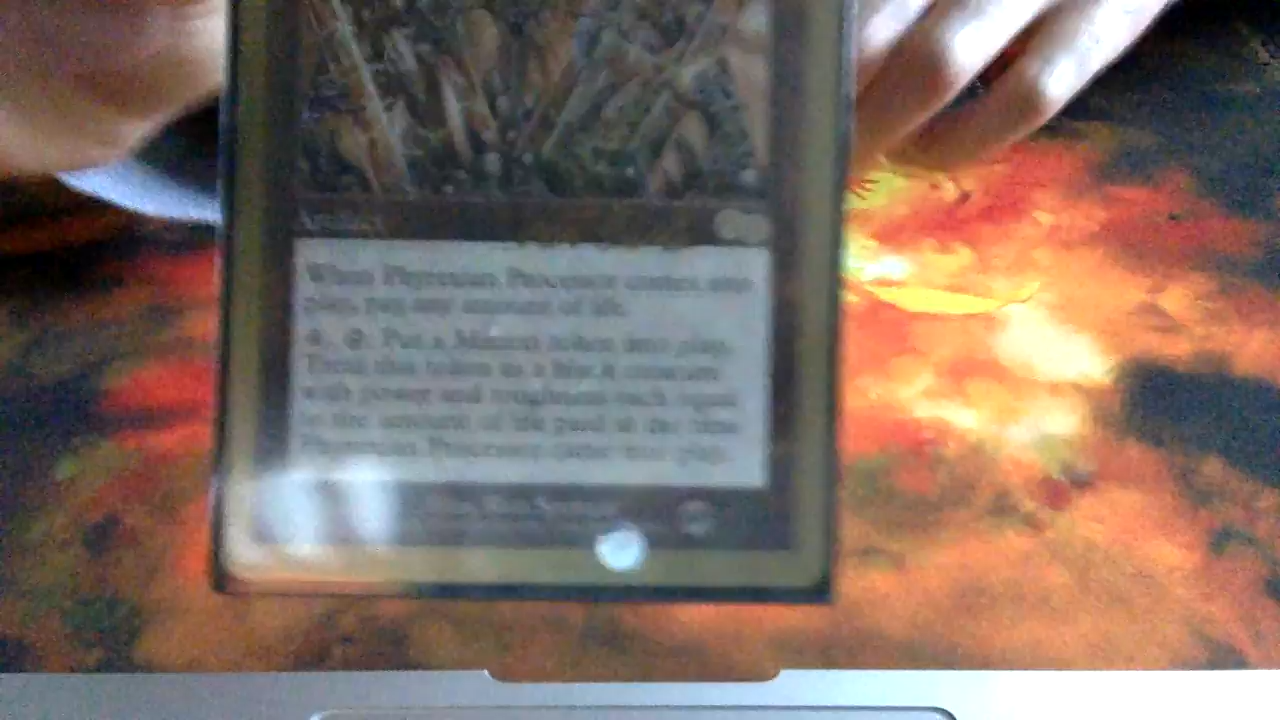 Artifact
When Phyrexian Processor comes into
play, pay any amount of life.
: Put a Minion token into play.
Treat this token as a black creature
with power and toughness each equal
to the amount of life paid at the time
Phyrexian Processor came into play.